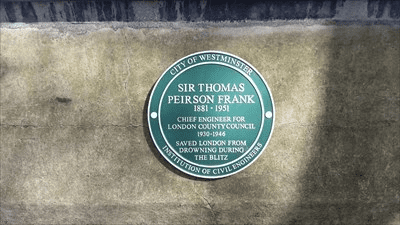 CITY OF WESTMINSTER
SIR THOMAS
PEIRSON FRANK
1881 - 1951
CHIEF ENGINEER FOR
LONDON COUNTY COUNCIL
1930-1946
SAVED LONDON FROM
DROWNING DURING
THE BLITZ
INSTITUTION OF CIVIL ENGINEERS